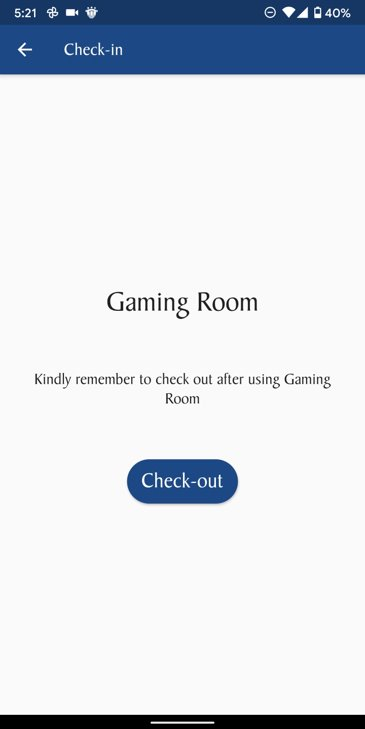 5:21
40%
Check-in
Gaming Room
Kindly remember to check out after using Gaming
Room
Check-out